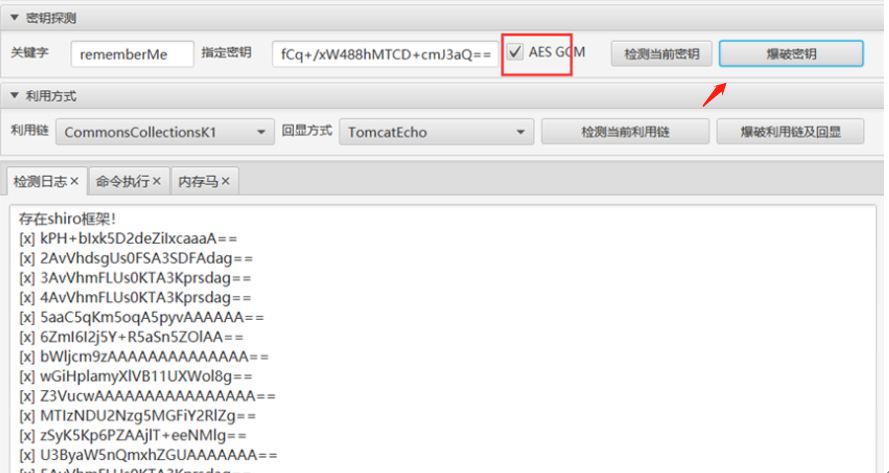 ▼ 密钥探测
关键字 rememberMe 指定密钥 fCq+/xW488hMTCD+cmJ3aQ== AES GCM 检测当前密钥 爆破密钥
▼ 利用方式
利用链 CommonsCollectionsK1 回显方式 TomcatEcho 检测当前利用链 爆破利用链及回显
检测日志× 命令执行× 内存马×
存在shiro框架!
[x] kPH+bIxk5D2deZiIxcaaaA==
[x] 2AvVhdsgUs0FSA3SDFAdag==
[x] 3AvVhmFLUs0KTA3Kprsdag==
[x] 4AvVhmFLUs0KTA3Kprsdag==
[x] 5aaC5qKm5oqA5pyvAAAAAA==
[x] 6ZmI6I2j5Y+R5aSn5ZOlAA==
[x] bWljcm9zAAAAAAAAAAAAAA==
[x] wGiHplamyXlVB11UXWol8g==
[x] Z3VucwAAAAAAAAAAAAAAAA==
[x] MTIzNDU2Nzg5MGFiY2RlZg==
[x] zSyK5Kp6PZAAjlT+eeNMlg==
[x] U3ByaW5nQmxhZGUAAAAAAA==
[x] 5AvVhmFLUs0KTA3Kprsdag==